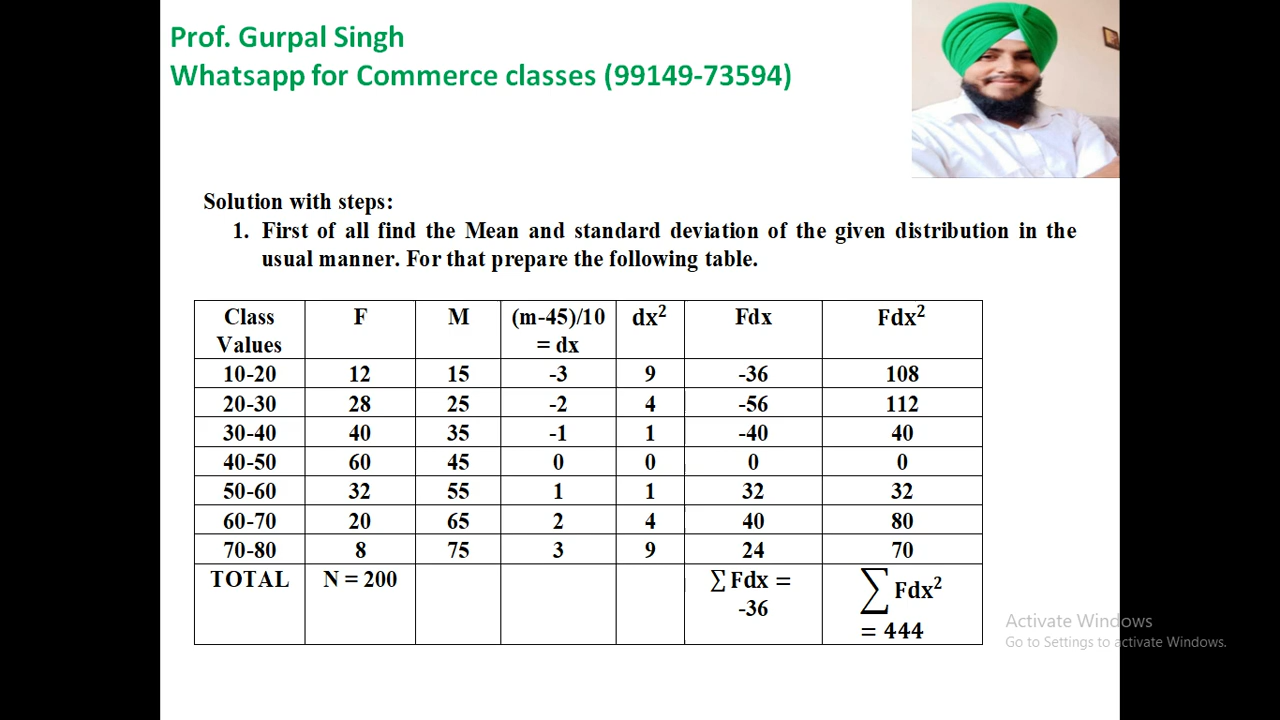 Prof. Gurpal Singh
Whatsapp for Commerce classes (99149-73594)
Solution with steps:
1. First of all find the Mean and standard deviation of the given distribution in the
usual manner. For that prepare the following table.
Class Values F M (m-45)/10 = dx dx² Fdx Fdx²
10-20 12 15 -3 9 -36 108
20-30 28 25 -2 4 -56 112
30-40 40 35 -1 1 -40 40
40-50 60 45 0 0 0 0
50-60 32 55 1 1 32 32
60-70 20 65 2 4 40 80
70-80 8 75 3 9 24 70
TOTAL N = 200 ∑ Fdx = -36 ∑ Fdx² = 444
Activate Windows
Go to Settings to activate Windows.